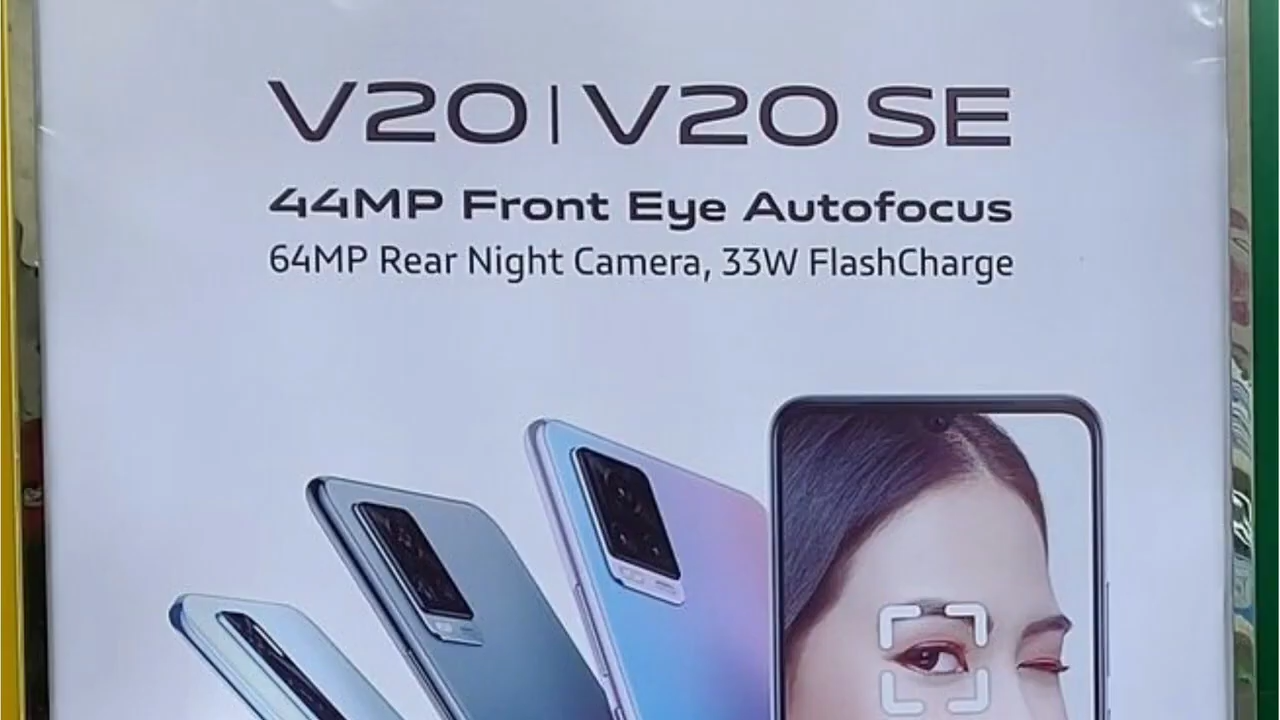 V20 | V20 SE
44MP Front Eye Autofocus
64MP Rear Night Camera, 33W FlashCharge